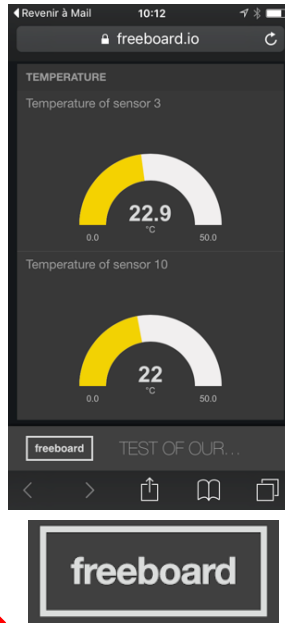 Revenir à Mail 10:12
freeboard.io
TEMPERATURE
Temperature of sensor 3
22.9
°C
0.0 50.0
Temperature of sensor 10
22
°C
0.0 50.0
freeboard TEST OF OUR...
freeboard